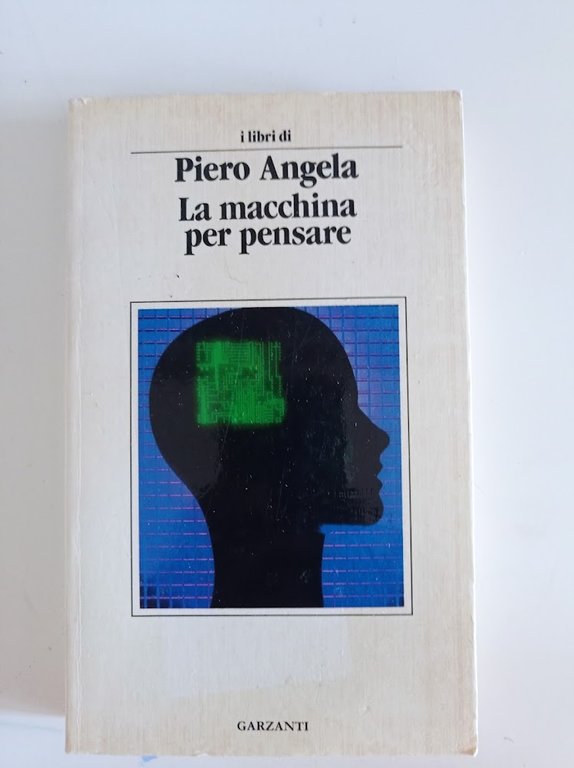 i libri di
Piero Angela
La macchina
per pensare
GARZANTI